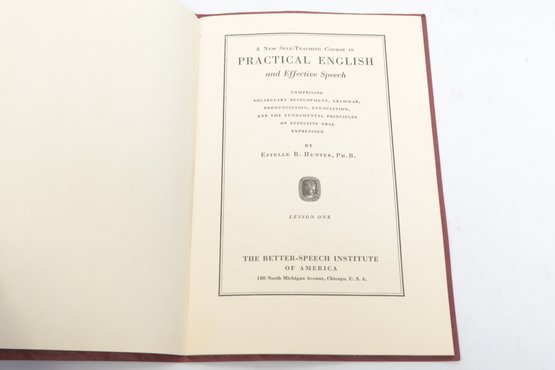 A New Self-Teaching Course in
PRACTICAL ENGLISH
and Effective Speech
COMPRISING
VOCABULARY DEVELOPMENT, GRAMMAR,
PRONUNCIATION, ENUNCIATION,
AND THE FUNDAMENTAL PRINCIPLES
OF EFFECTIVE ORAL
EXPRESSION
BY
Estelle B. Hunter, Ph.B.
LESSON ONE
THE BETTER-SPEECH INSTITUTE
OF AMERICA
180 North Michigan Avenue, Chicago, U. S. A.